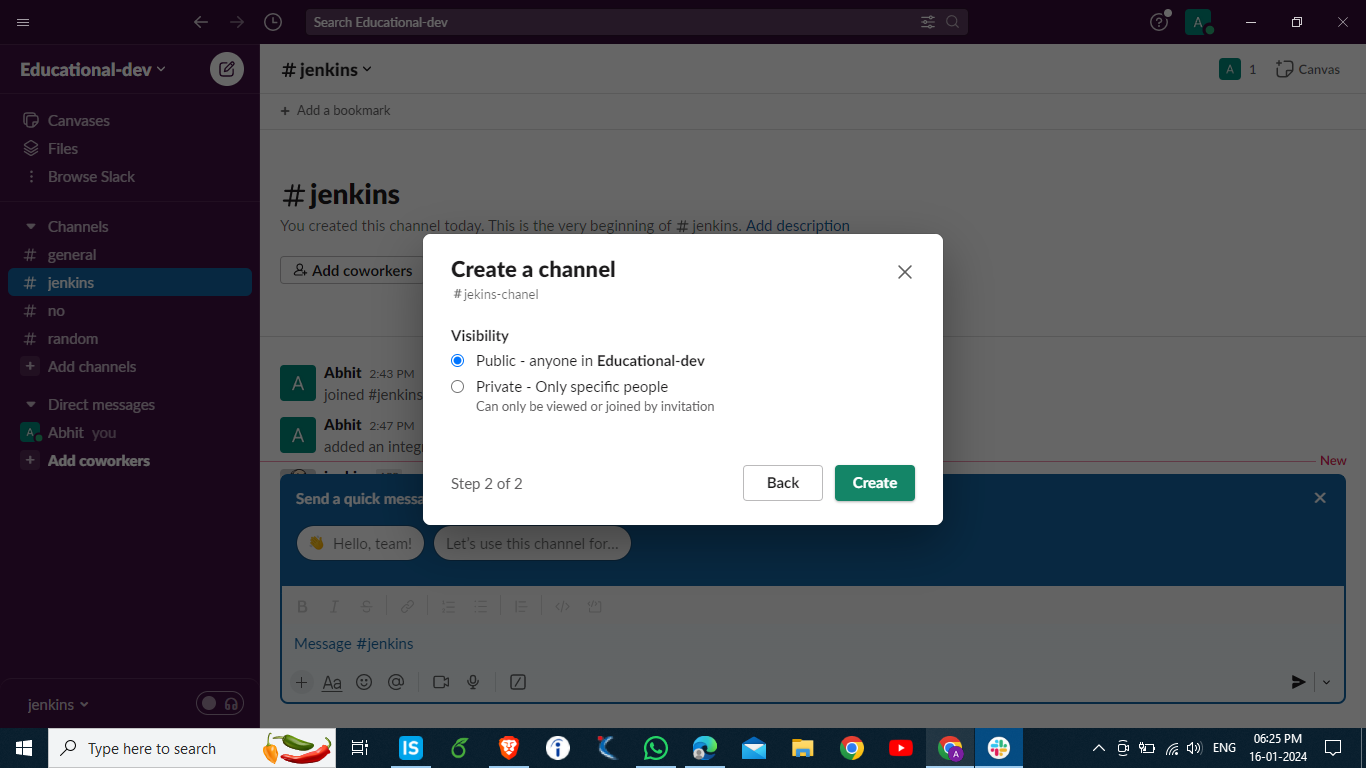 Search Educational-dev
A
Educational-dev
# jenkins
A 1 Canvas
+ Add a bookmark
Canvases
Files
Browse Slack
Channels
# general
# jenkins
# no
# random
+ Add channels
Direct messages
A Abhit you
+ Add coworkers
# jenkins
You created this channel today. This is the very beginning of # jenkins. Add description
Add coworkers
Create a channel
# jekins-chanel
Visibility
Public - anyone in Educational-dev
Private - Only specific people
Can only be viewed or joined by invitation
Step 2 of 2
Back
Create
A Abhit 2:43 PM
joined #jenkins
A Abhit 2:47 PM
added an integ
New
Send a quick messa
👋 Hello, team!
Let's use this channel for...
B I S
Message #jenkins
+ Aa
jenkins
Type here to search
IS
A
ENG
06:25 PM
16-01-2024